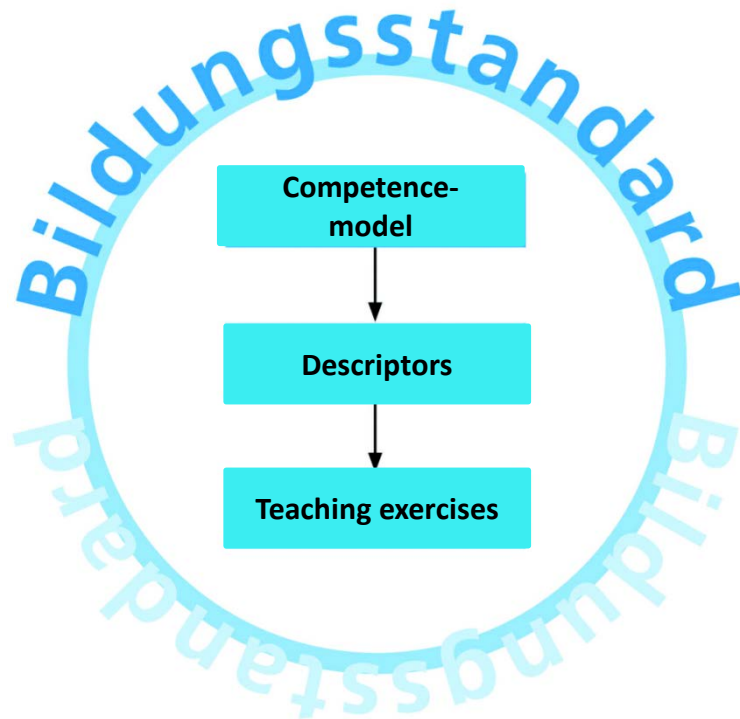 Bildungsstandard
Competence-
model
Descriptors
Teaching exercises
Bildungsstandard